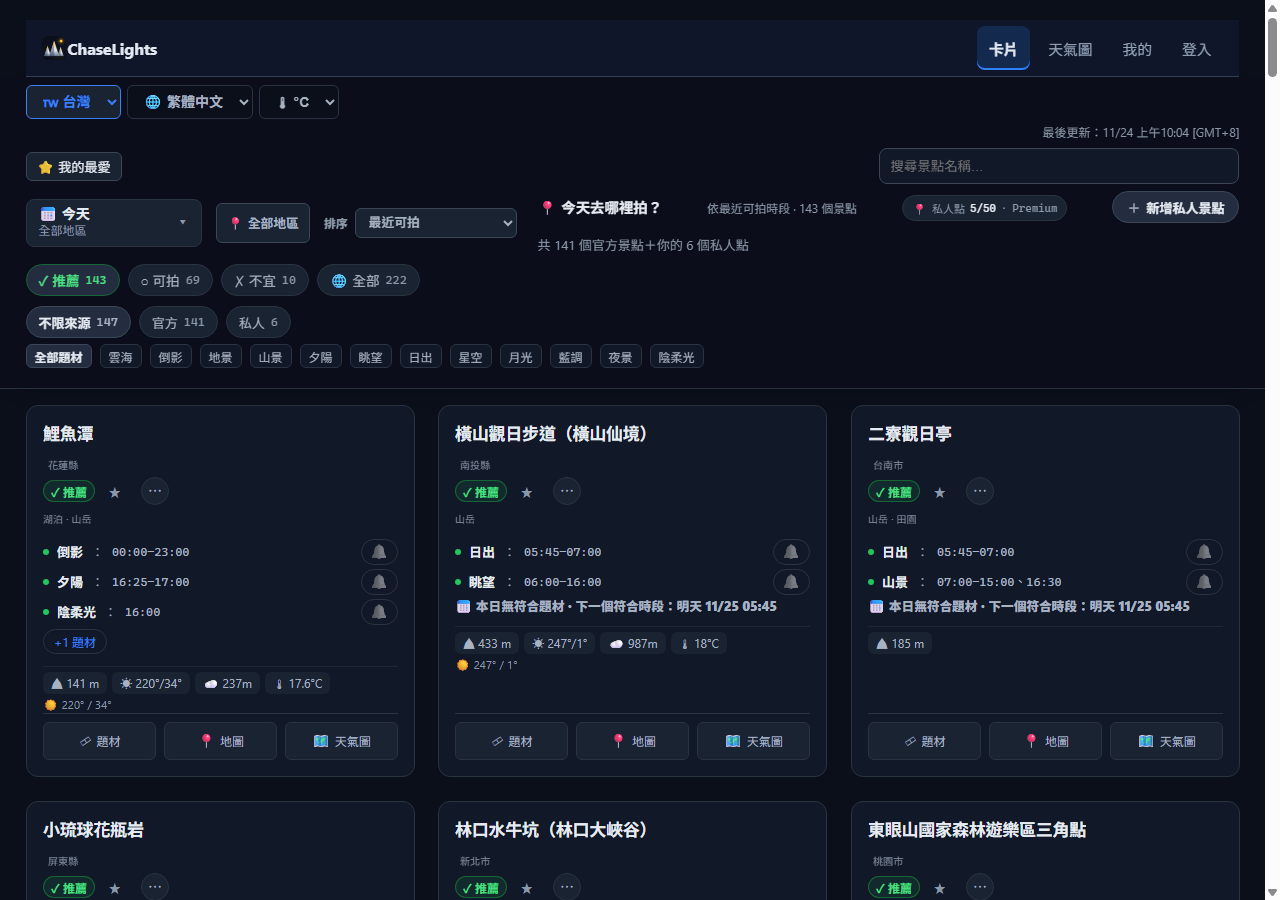 ChaseLights
卡片 天氣圖 我的 登入
TW 台灣 繁體中文 °C
最後更新：11/24 上午10:04 [GMT+8]
我的最愛
搜尋景點名稱...
今天
全部地區
全部地區
排序
最近可拍
今天去哪裡拍？
依最近可拍時段 · 143 個景點
私人點 5/50 · Premium
＋ 新增私人景點
共 141 個官方景點＋你的 6 個私人點
✓ 推薦 143 ○ 可拍 69 ╳ 不宜 10 全部 222
不限來源 147 官方 141 私人 6
全部題材 雲海 倒影 地景 山景 夕陽 眺望 日出 星空 月光 藍調 夜景 陰柔光
鯉魚潭
花蓮縣
✓ 推薦 ★ ⋯
湖泊 · 山岳
倒影 ： 00:00–23:00
夕陽 ： 16:25–17:00
陰柔光 ： 16:00
+1 題材
141 m 220°/34° 237m 17.6°C
220° / 34°
題材 地圖 天氣圖
橫山觀日步道（橫山仙境）
南投縣
✓ 推薦 ★ ⋯
山岳
日出 ： 05:45–07:00
眺望 ： 06:00–16:00
本日無符合題材 · 下一個符合時段：明天 11/25 05:45
433 m 247°/1° 987m 18°C
247° / 1°
題材 地圖 天氣圖
二寮觀日亭
台南市
✓ 推薦 ★ ⋯
山岳 · 田園
日出 ： 05:45–07:00
山景 ： 07:00–15:00、16:30
本日無符合題材 · 下一個符合時段：明天 11/25 05:45
185 m
題材 地圖 天氣圖
小琉球花瓶岩
屏東縣
✓ 推薦 ★ ⋯
林口水牛坑（林口大峽谷）
新北市
✓ 推薦 ★ ⋯
東眼山國家森林遊樂區三角點
桃園市
✓ 推薦 ★ ⋯